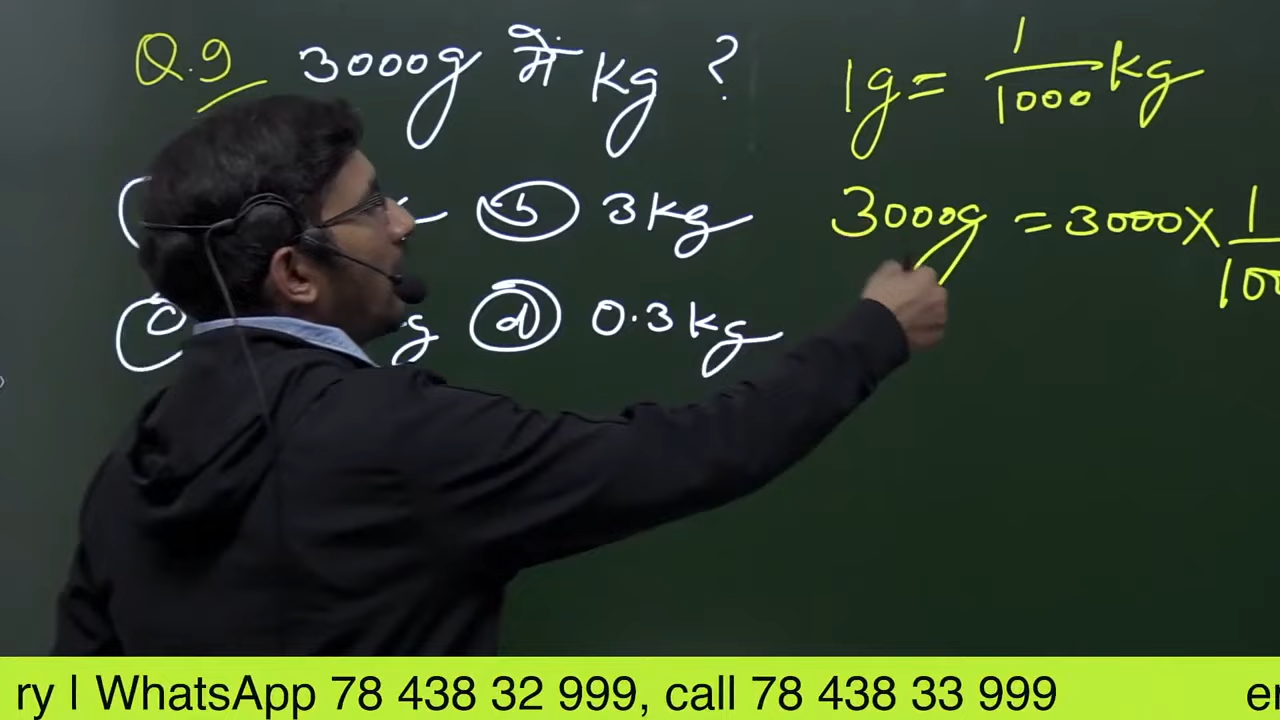 Q.9 3000g में kg ?
1g = 1/1000 kg
(b) 3kg
3000g = 3000 × 1/100
(c) g (d) 0.3kg
ry l WhatsApp 78 438 32 999, call 78 438 33 999